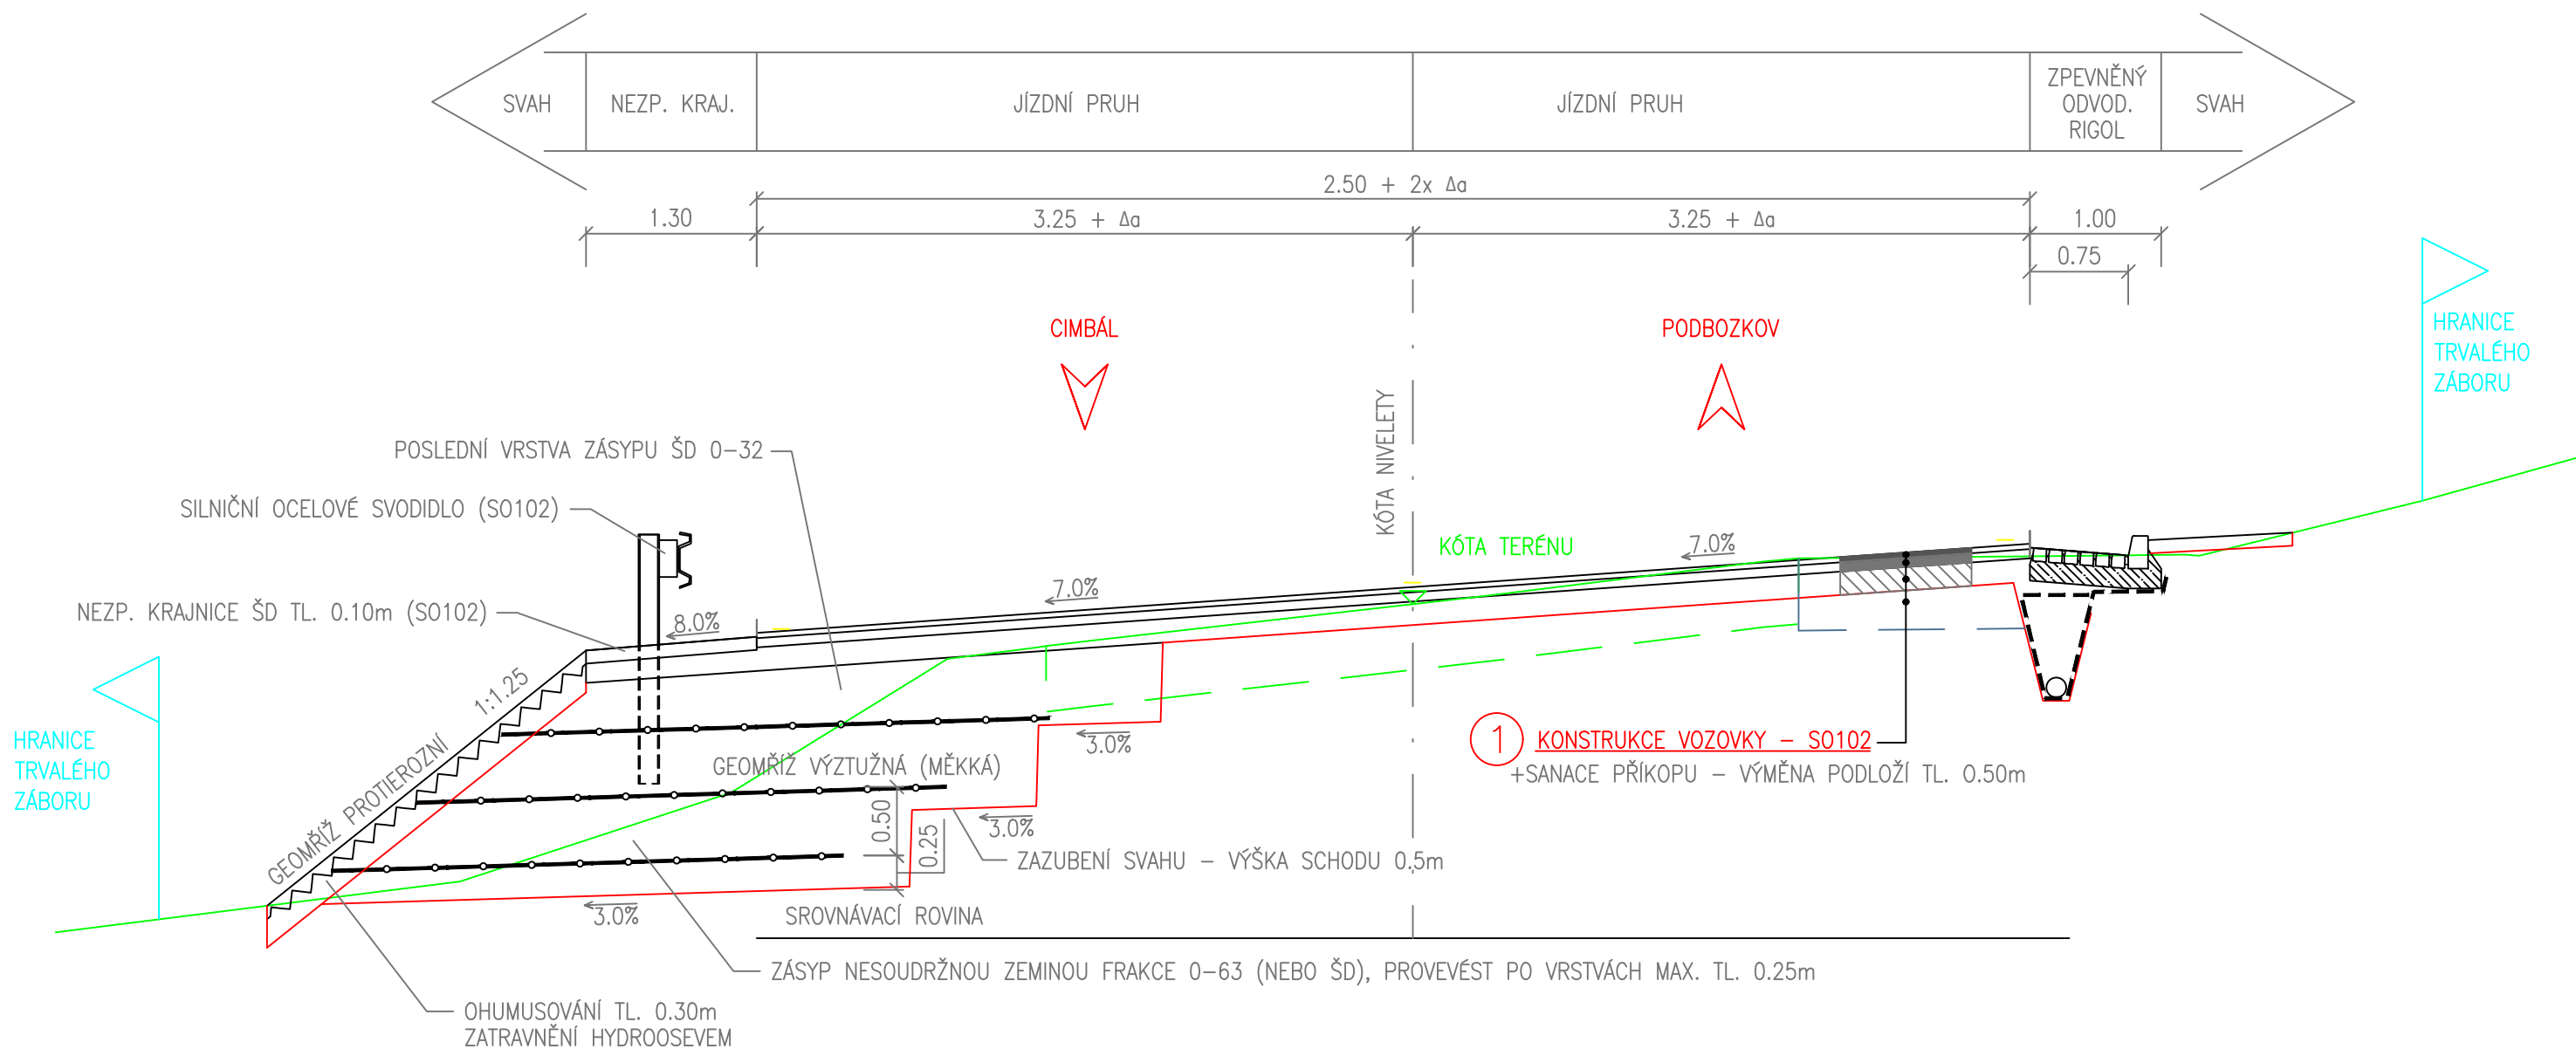 SVAH
NEZP. KRAJ.
JÍZDNÍ PRUH
JÍZDNÍ PRUH
ZPEVNĚNÝ
ODVOD.
RIGOL
SVAH
2.50 + 2x Δa
1.30
3.25 + Δa
3.25 + Δa
1.00
0.75
CIMBÁL
PODBOZKOV
HRANICE
TRVALÉHO
ZÁBORU
KÓTA NIVELETY
POSLEDNÍ VRSTVA ZÁSYPU ŠD 0-32
SILNIČNÍ OCELOVÉ SVODIDLO (SO102)
KÓTA TERÉNU
7.0%
7.0%
NEZP. KRAJNICE ŠD TL. 0.10m (SO102)
8.0%
1:1.25
HRANICE
TRVALÉHO
ZÁBORU
GEOMŘÍŽ PROTIEROZNÍ
3.0%
1 KONSTRUKCE VOZOVKY - SO102
+SANACE PŘÍKOPU - VÝMĚNA PODLOŽÍ TL. 0.50m
GEOMŘÍŽ VÝZTUŽNÁ (MĚKKÁ)
0.50
0.25
3.0%
ZAZUBENÍ SVAHU - VÝŠKA SCHODU 0.5m
3.0%
SROVNÁVACÍ ROVINA
ZÁSYP NESOUDRŽNOU ZEMINOU FRAKCE 0-63 (NEBO ŠD), PROVEVÉST PO VRSTVÁCH MAX. TL. 0.25m
OHUMUSOVÁNÍ TL. 0.30m
ZATRAVNĚNÍ HYDROOSEVEM